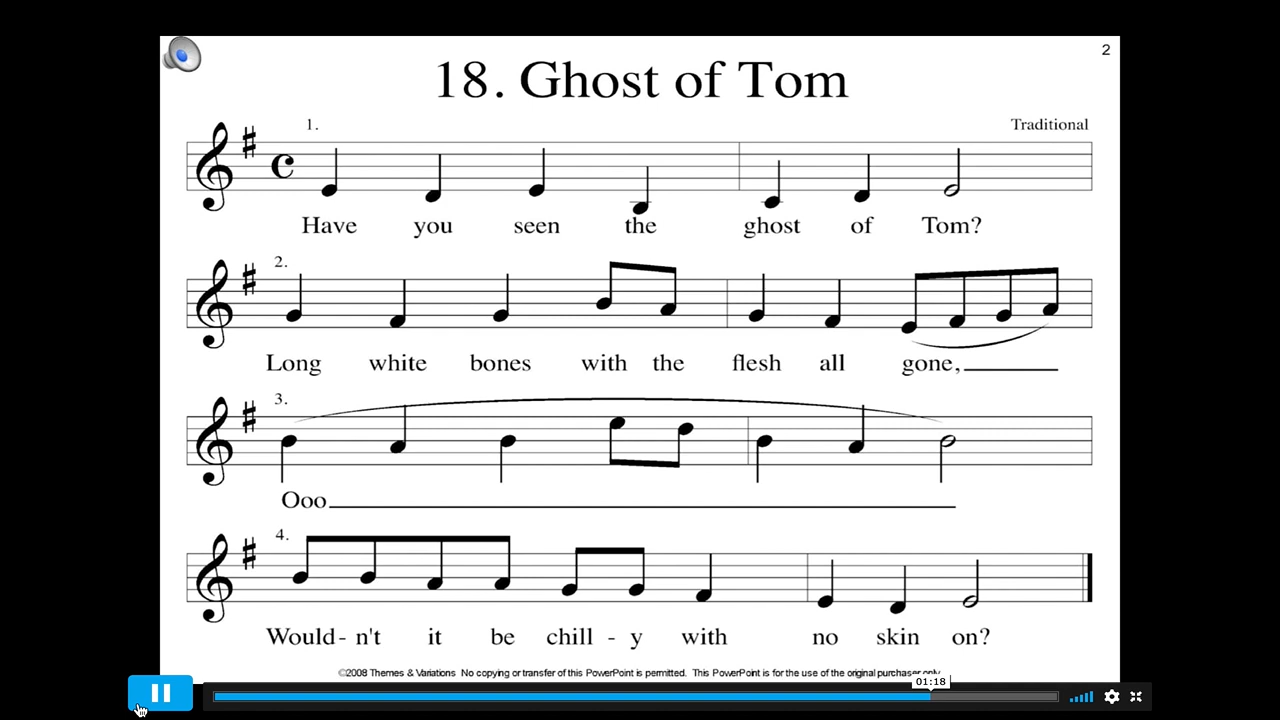 2
18. Ghost of Tom
1.
Traditional
Have you seen the ghost of Tom?
2.
Long white bones with the flesh all gone,
3.
Ooo
4.
Would - n't it be chill - y with no skin on?
©2008 Themes & Variations No copying or transfer of this PowerPoint is permitted. This PowerPoint is for the use of the original purchaser only.
01:18